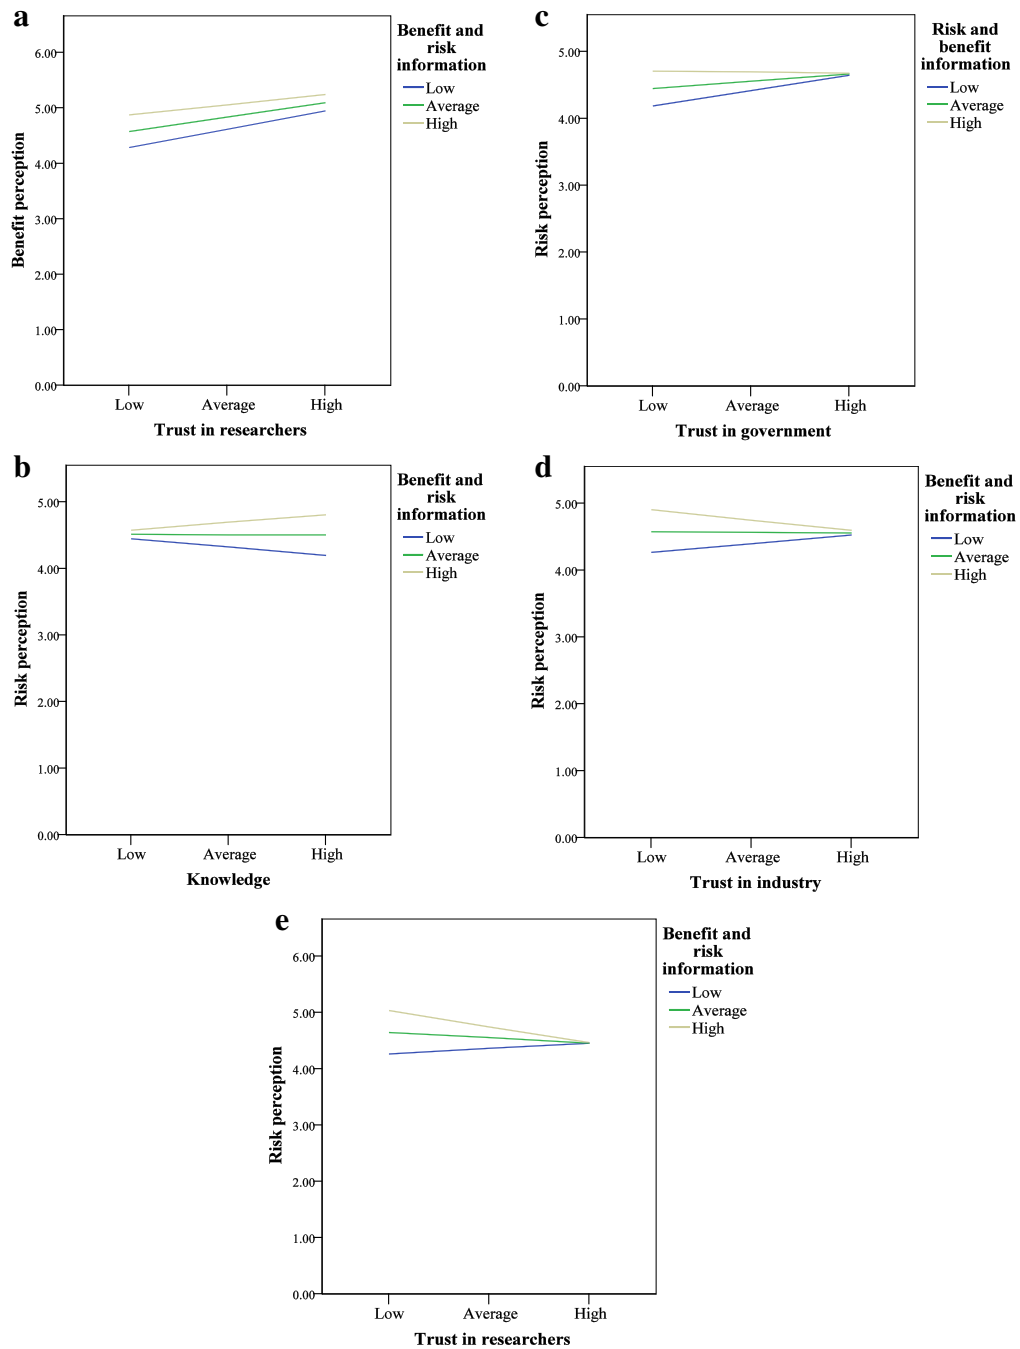 a
Benefit and
risk
information
Low
Average
High
6.00
5.00
4.00
3.00
2.00
1.00
0.00
Benefit perception
Low Average High
Trust in researchers
c
Risk and
benefit
information
Low
Average
High
5.00
4.00
3.00
2.00
1.00
0.00
Risk perception
Low Average High
Trust in government
b
Benefit and
risk
information
Low
Average
High
5.00
4.00
3.00
2.00
1.00
0.00
Risk perception
Low Average High
Knowledge
d
Benefit and
risk
information
Low
Average
High
5.00
4.00
3.00
2.00
1.00
0.00
Risk perception
Low Average High
Trust in industry
e
Benefit and
risk
information
Low
Average
High
6.00
5.00
4.00
3.00
2.00
1.00
0.00
Risk perception
Low Average High
Trust in researchers